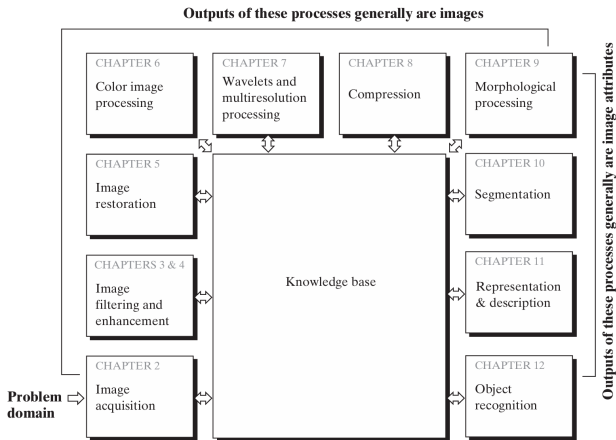 Outputs of these processes generally are images
CHAPTER 6
Color image
processing
CHAPTER 7
Wavelets and
multiresolution
processing
CHAPTER 8
Compression
CHAPTER 9
Morphological
processing
CHAPTER 5
Image
restoration
CHAPTER 10
Segmentation
CHAPTERS 3 & 4
Image
filtering and
enhancement
Knowledge base
CHAPTER 11
Representation
& description
CHAPTER 2
Image
acquisition
CHAPTER 12
Object
recognition
Problem
domain
Outputs of these processes generally are image attributes